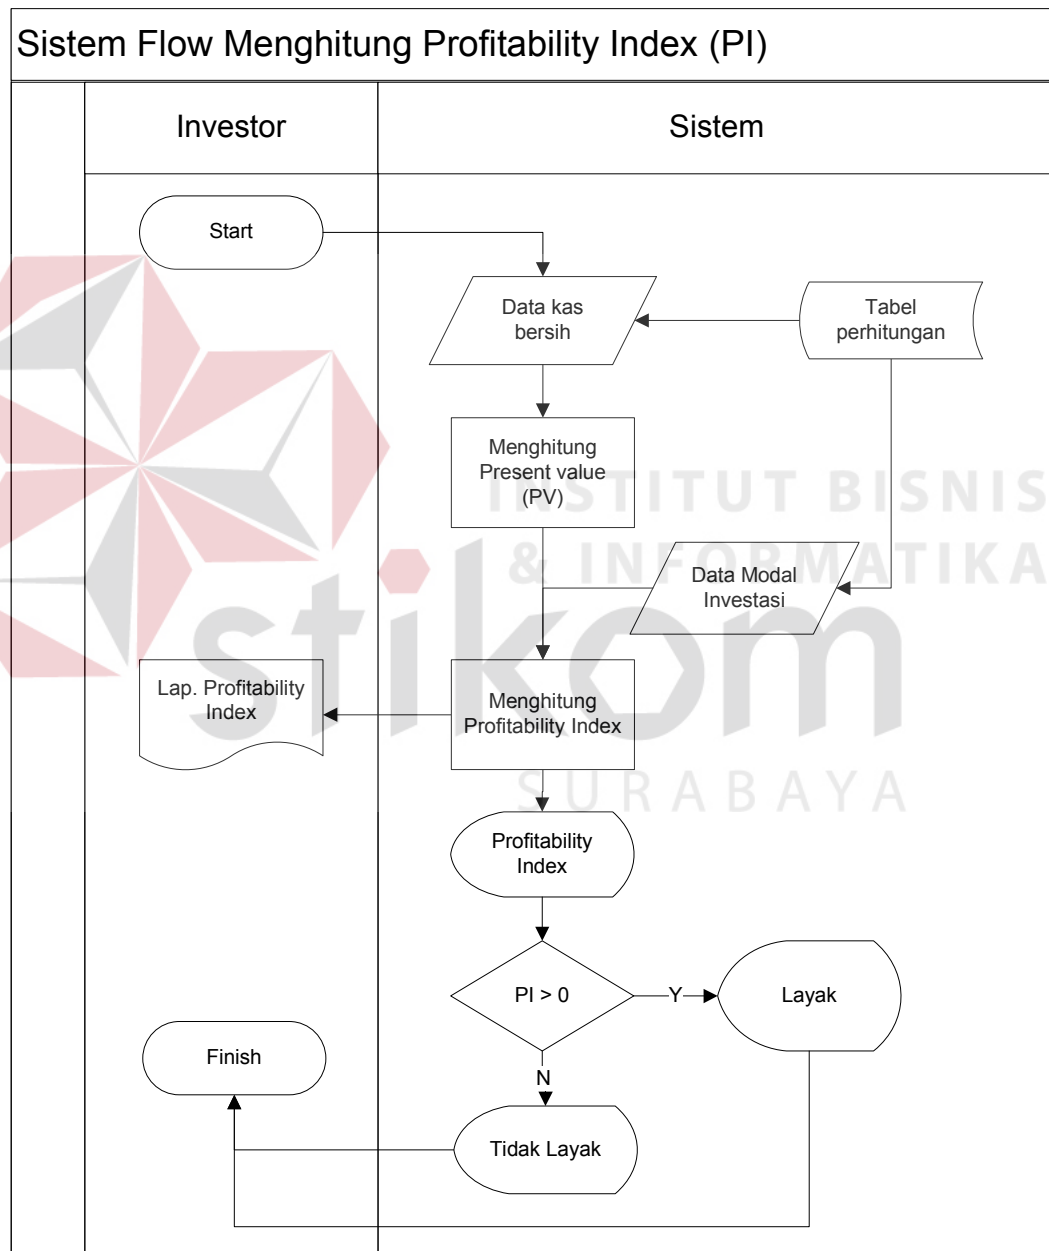 Sistem Flow Menghitung Profitability Index (PI)
Investor
Sistem
Start
Data kas
bersih
Tabel
perhitungan
Menghitung
Present value
(PV)
INSTITUT BISNIS
& INFORMATIKA
Data Modal
Investasi
stikom
Lap. Profitability
Index
Menghitung
Profitability Index
SURABAYA
Profitability
Index
PI > 0
Y
Layak
Finish
N
Tidak Layak